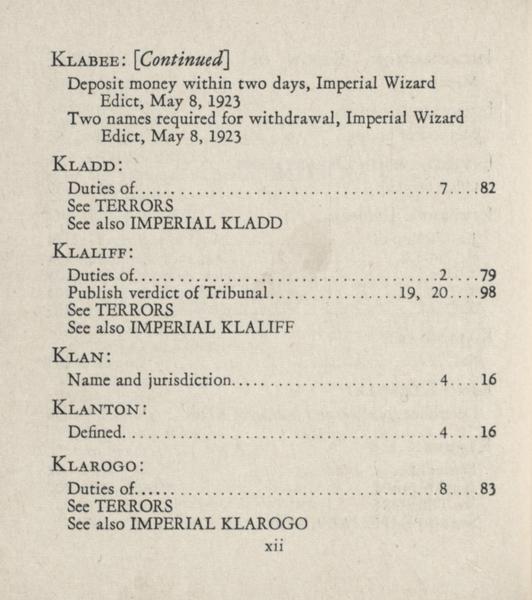 KLABEE: [Continued]
Deposit money within two days, Imperial Wizard
Edict, May 8, 1923
Two names required for withdrawal, Imperial Wizard
Edict, May 8, 1923
KLADD:
Duties of....................................7....82
See TERRORS
See also IMPERIAL KLADD
KLALIFF:
Duties of....................................2....79
Publish verdict of Tribunal...............19, 20....98
See TERRORS
See also IMPERIAL KLALIFF
KLAN:
Name and jurisdiction........................4....16
KLANTON:
Defined......................................4....16
KLAROGO:
Duties of....................................8....83
See TERRORS
See also IMPERIAL KLAROGO
xii